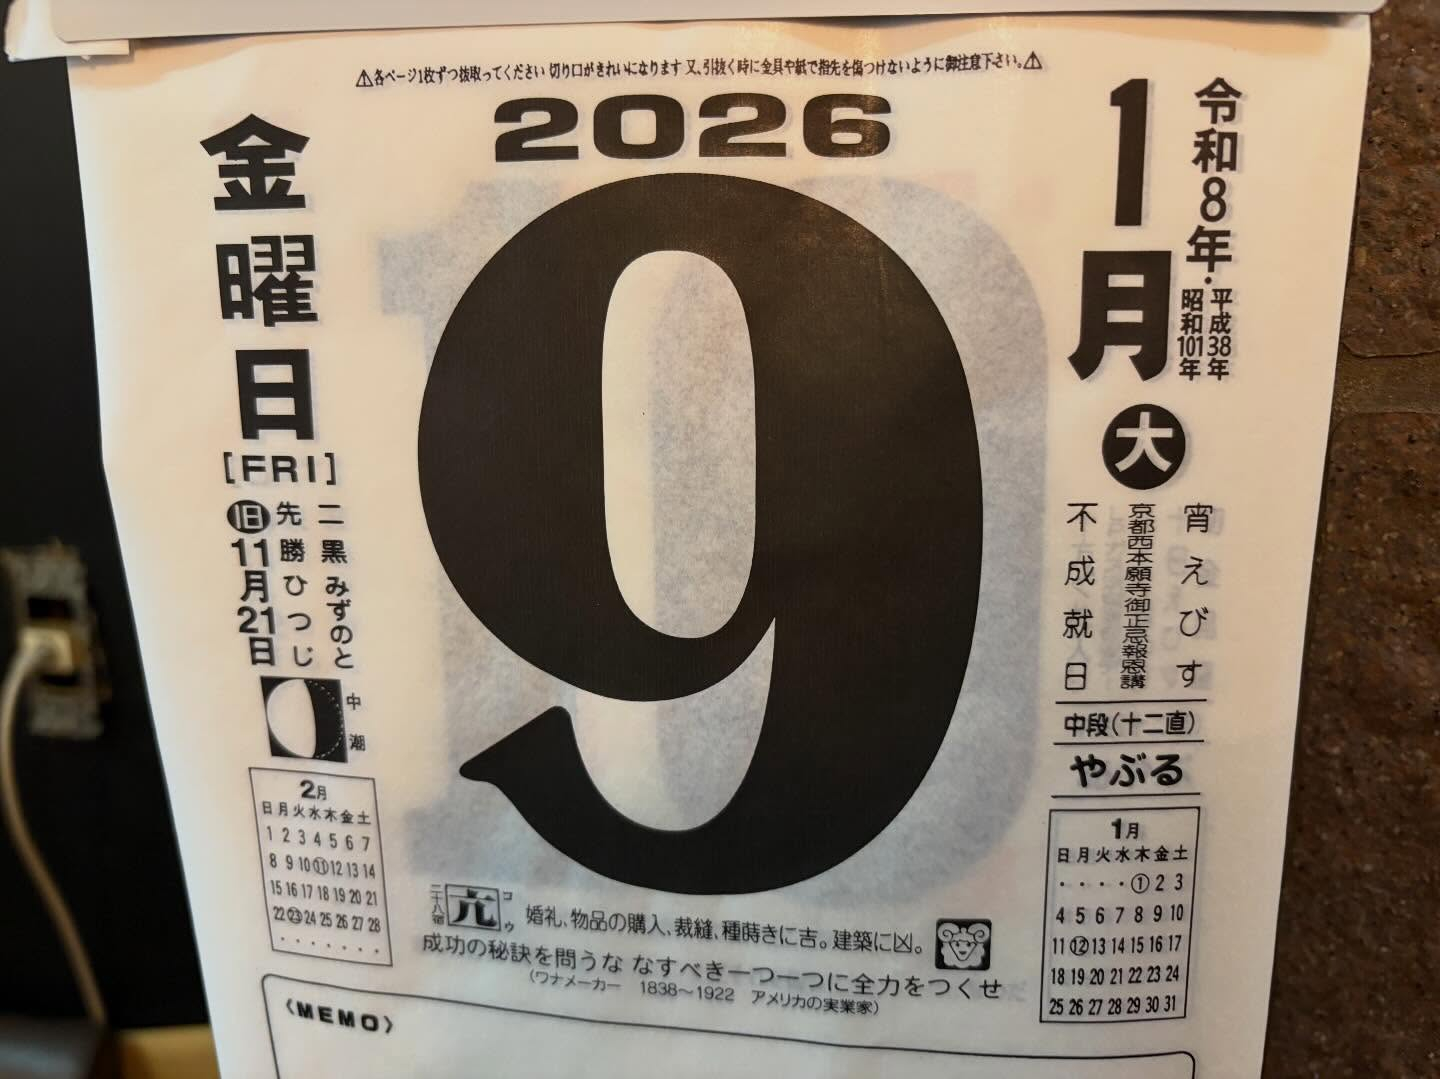 ⚠各ページ1枚ずつ抜取ってください 切り口がきれいになります 又、引抜く時に金具や紙で指先を傷つけないように御注意下さい。⚠
2026
令和8年・平成38年
昭和101年
1月
大
9
金曜日
[FRI]
二黒みずのと
先勝ひつじ
旧11月21日
中潮
宵えびす
京都西本願寺御正忌報恩講
不成就日
中段(十二直)
やぶる
2月
日月火水木金土
1 2 3 4 5 6 7
8 9 10 11 12 13 14
15 16 17 18 19 20 21
22 23 24 25 26 27 28
・・・・・・・
1月
日月火水木金土
・・・・1 2 3
4 5 6 7 8 9 10
11 12 13 14 15 16 17
18 19 20 21 22 23 24
25 26 27 28 29 30 31
二十八宿 亢 コウ 婚礼、物品の購入、裁縫、種蒔きに吉。建築に凶。
成功の秘訣を問うな なすべき一つ一つに全力をつくせ
(ワナメーカー 1838〜1922 アメリカの実業家)
〈MEMO〉